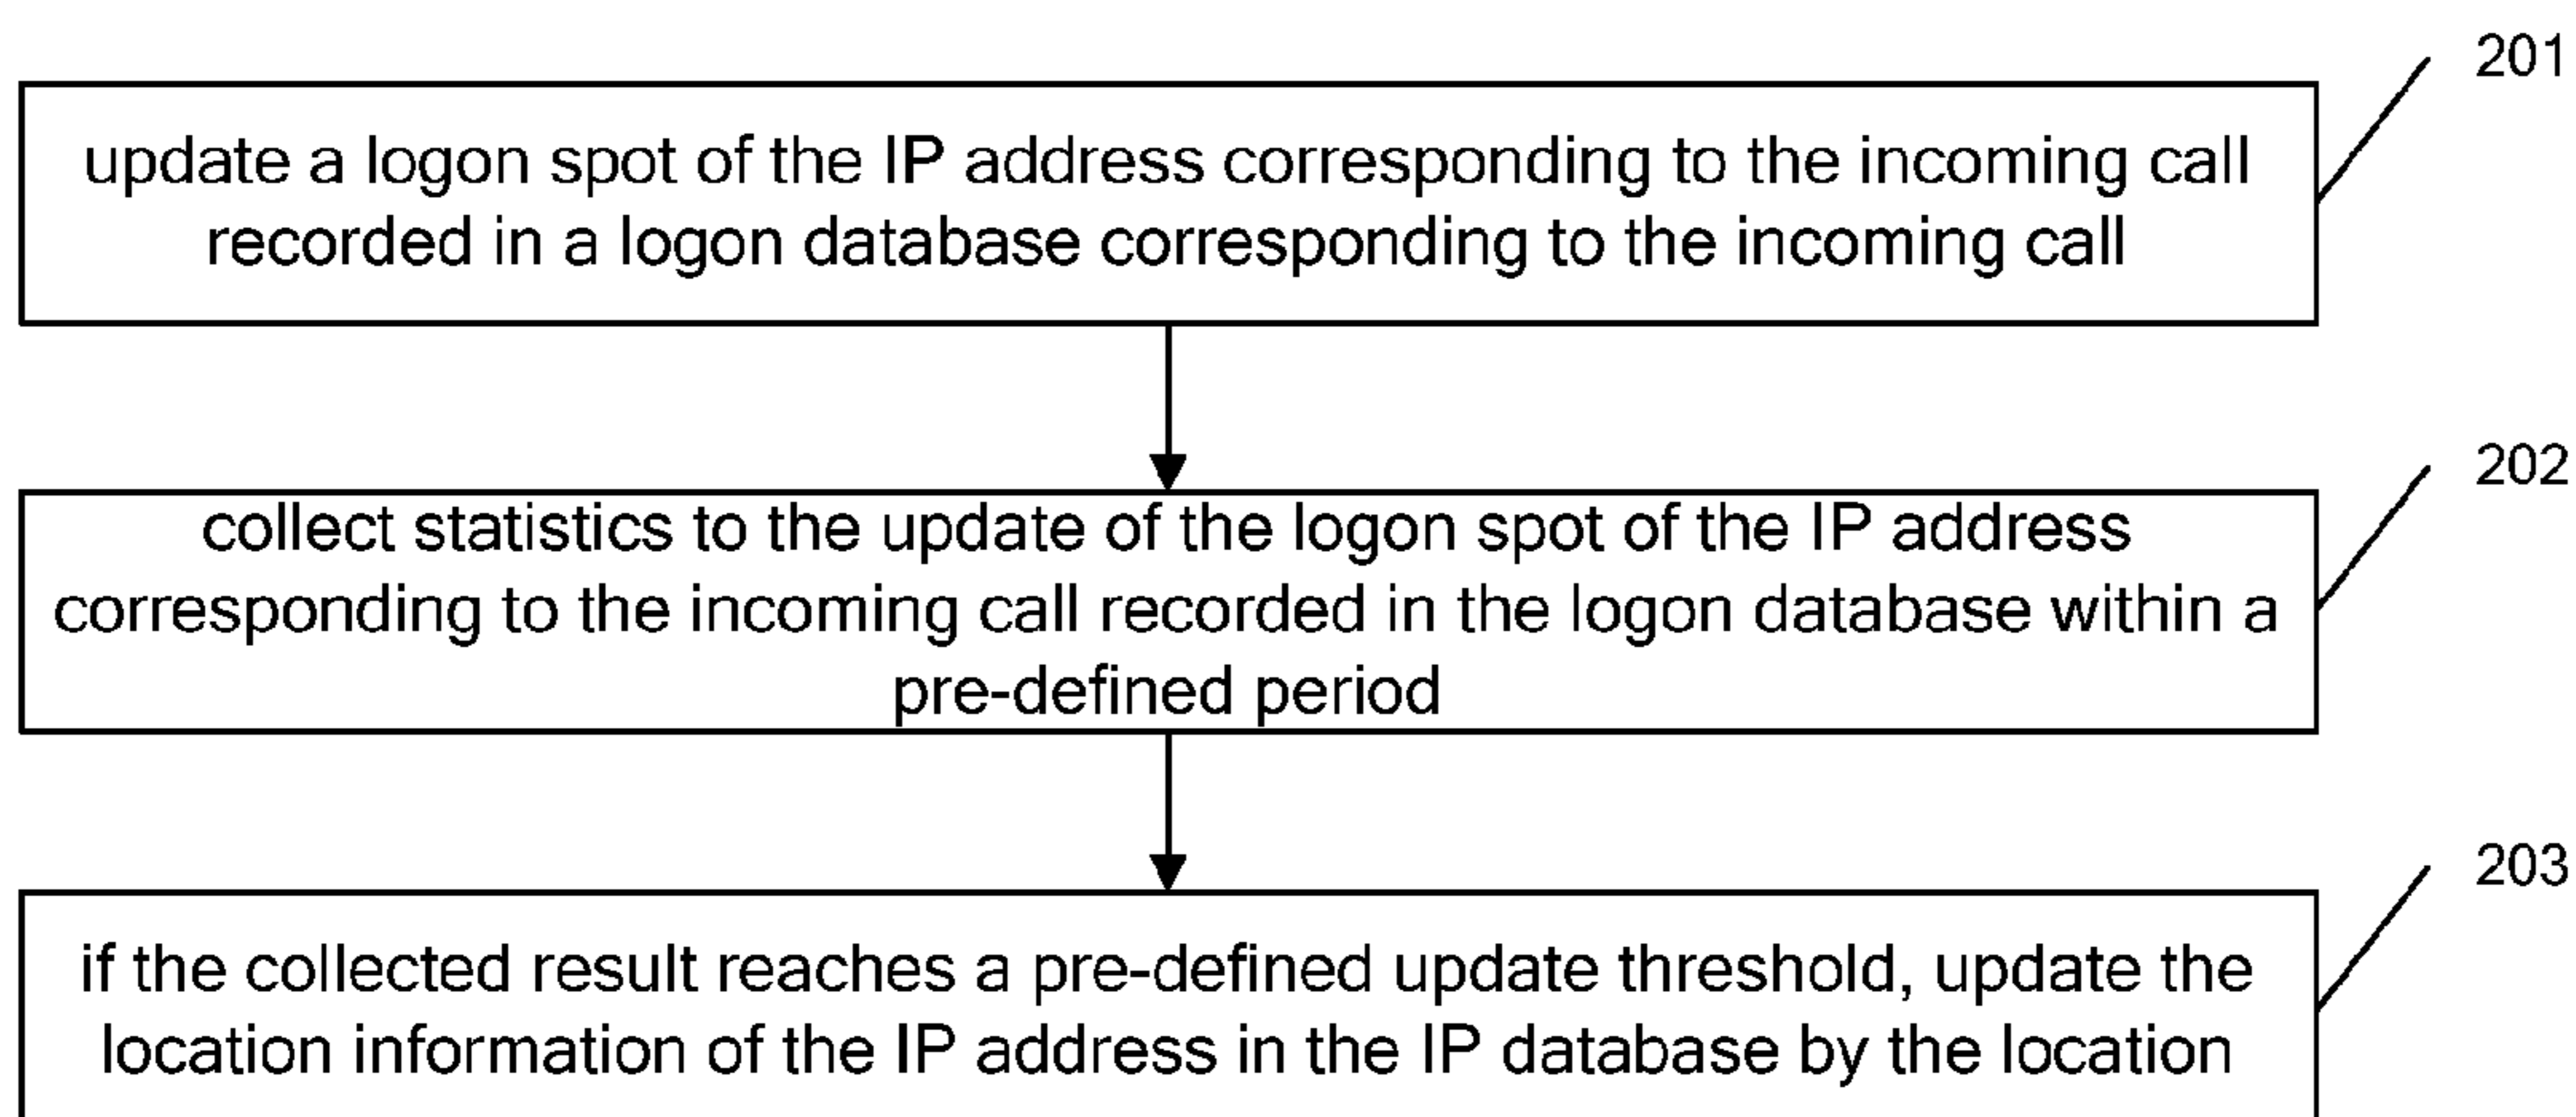 201
update a logon spot of the IP address corresponding to the incoming call
recorded in a logon database corresponding to the incoming call
202
collect statistics to the update of the logon spot of the IP address
corresponding to the incoming call recorded in the logon database within a
pre-defined period
203
if the collected result reaches a pre-defined update threshold, update the
location information of the IP address in the IP database by the location